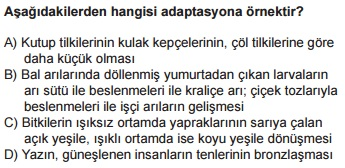 Aşağıdakilerden hangisi adaptasyona örnektir?
A) Kutup tilkilerinin kulak kepçelerinin, çöl tilkilerine göre
daha küçük olması
B) Bal arılarında döllenmiş yumurtadan çıkan larvaların
arı sütü ile beslenmeleri ile kraliçe arı; çiçek tozlarıyla
beslenmeleri ile işçi arıların gelişmesi
C) Bitkilerin ışıksız ortamda yapraklarının sarıya çalan
açık yeşile, ışıklı ortamda ise koyu yeşile dönüşmesi
D) Yazın, güneşlenen insanların tenlerinin bronzlaşması